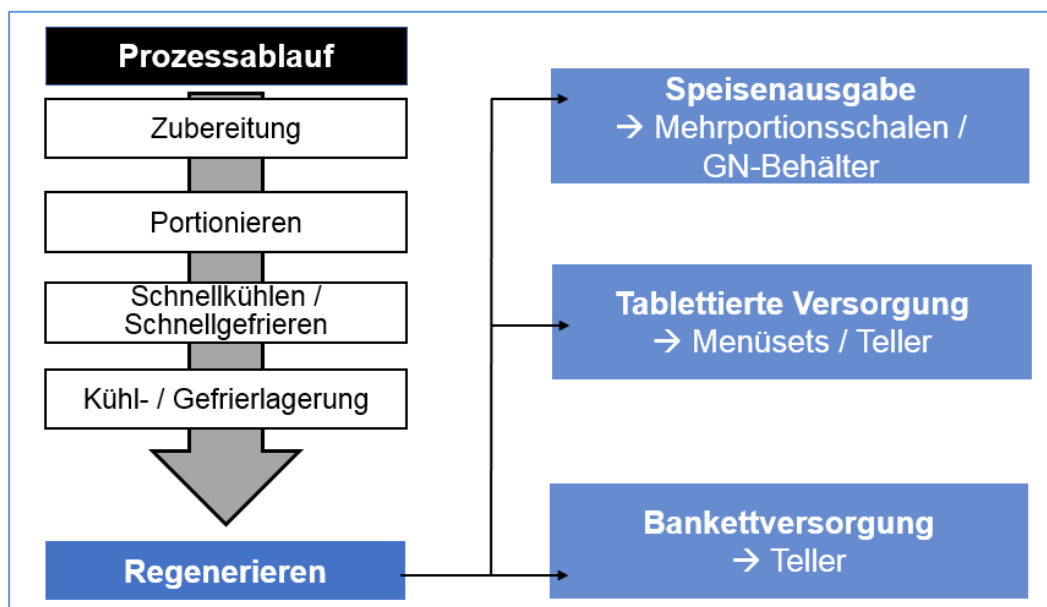 Prozessablauf
Zubereitung
Portionieren
Schnellkühlen /
Schnellgefrieren
Kühl- / Gefrierlagerung
Regenerieren
Speisenausgabe
→ Mehrportionsschalen /
GN-Behälter
Tablettierte Versorgung
→ Menüsets / Teller
Bankettversorgung
→ Teller